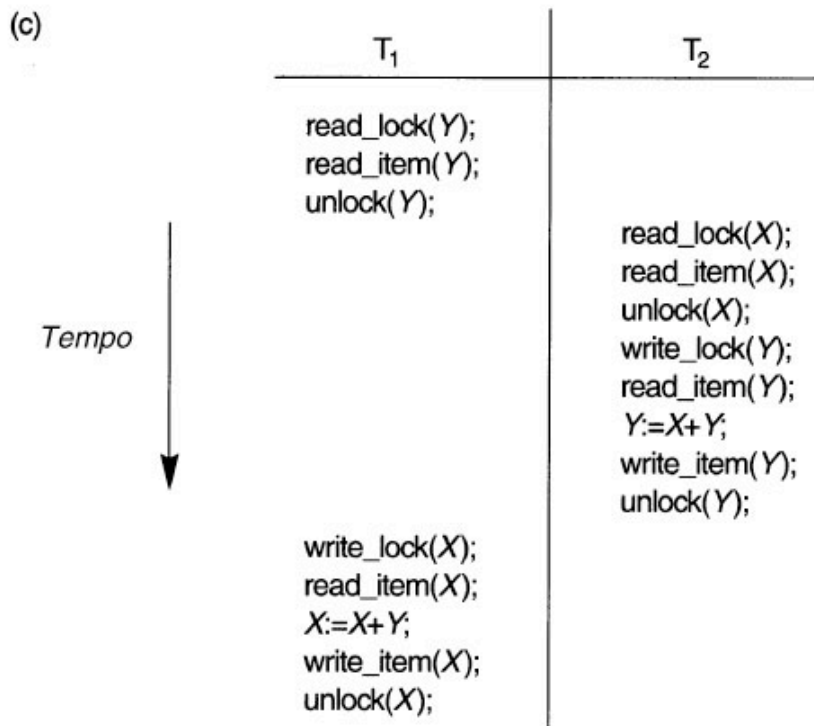 (c)
T₁ T₂
read_lock(Y);
read_item(Y);
unlock(Y);
read_lock(X);
read_item(X);
unlock(X);
Tempo
write_lock(Y);
read_item(Y);
Y:=X+Y;
write_item(Y);
unlock(Y);
write_lock(X);
read_item(X);
X:=X+Y;
write_item(X);
unlock(X);